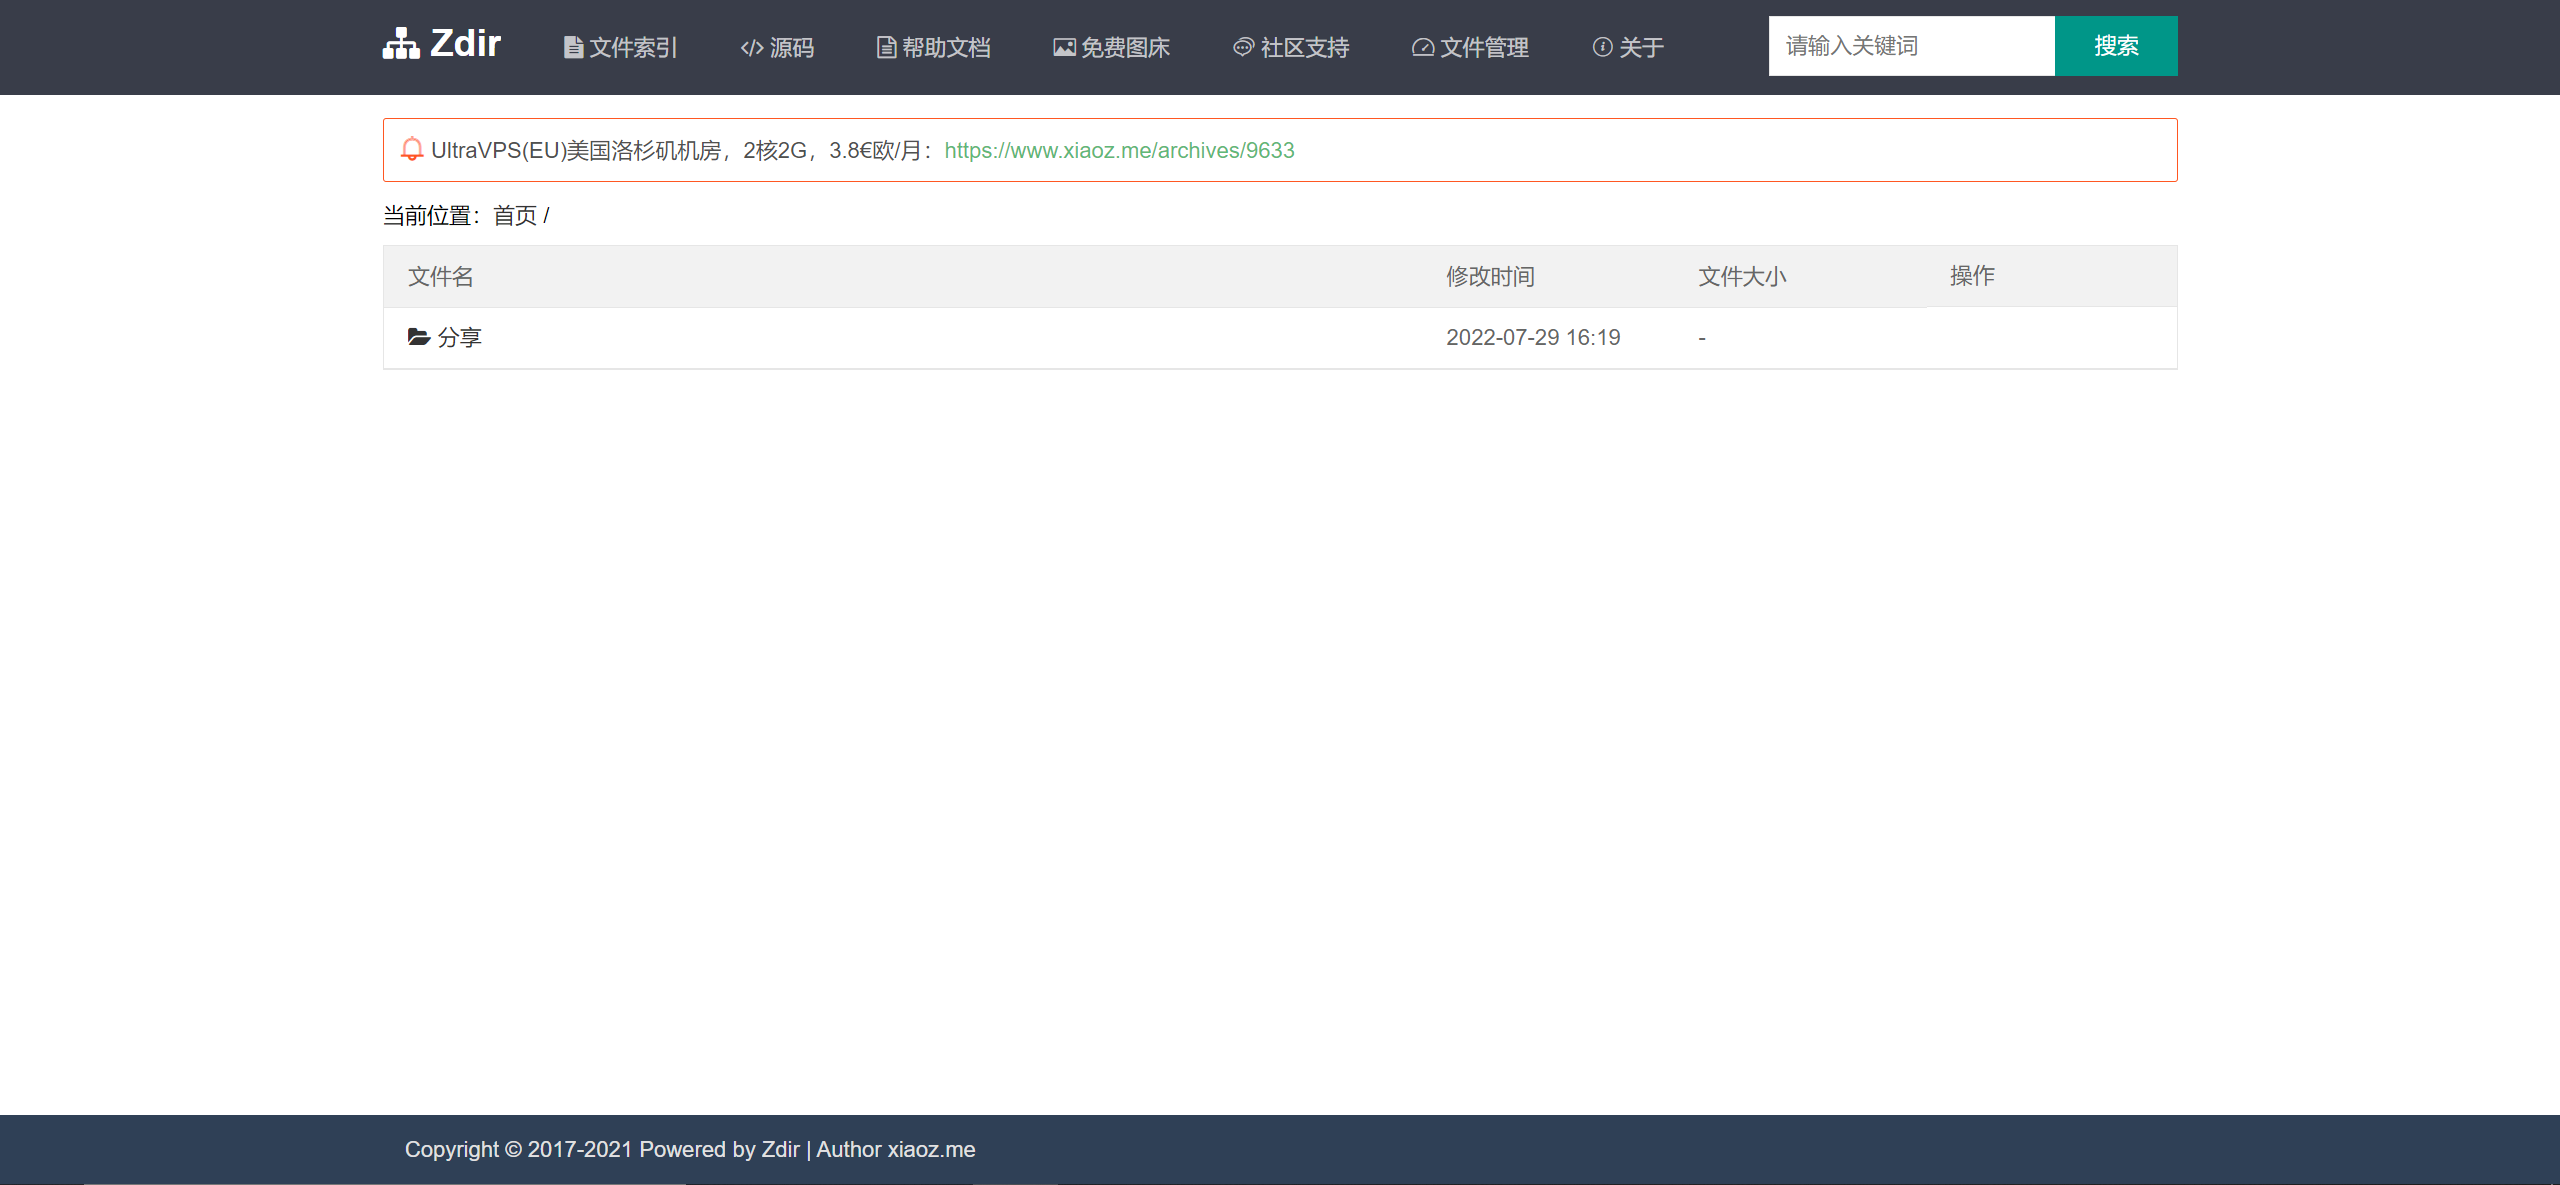 Zdir 文件索引 源码 帮助文档 免费图床 社区支持 文件管理 关于 请输入关键词 搜索
UltraVPS(EU)美国洛杉矶机房，2核2G，3.8€欧/月：https://www.xiaoz.me/archives/9633
当前位置：首页 /
文件名 修改时间 文件大小 操作
分享 2022-07-29 16:19 -
Copyright © 2017-2021 Powered by Zdir | Author xiaoz.me